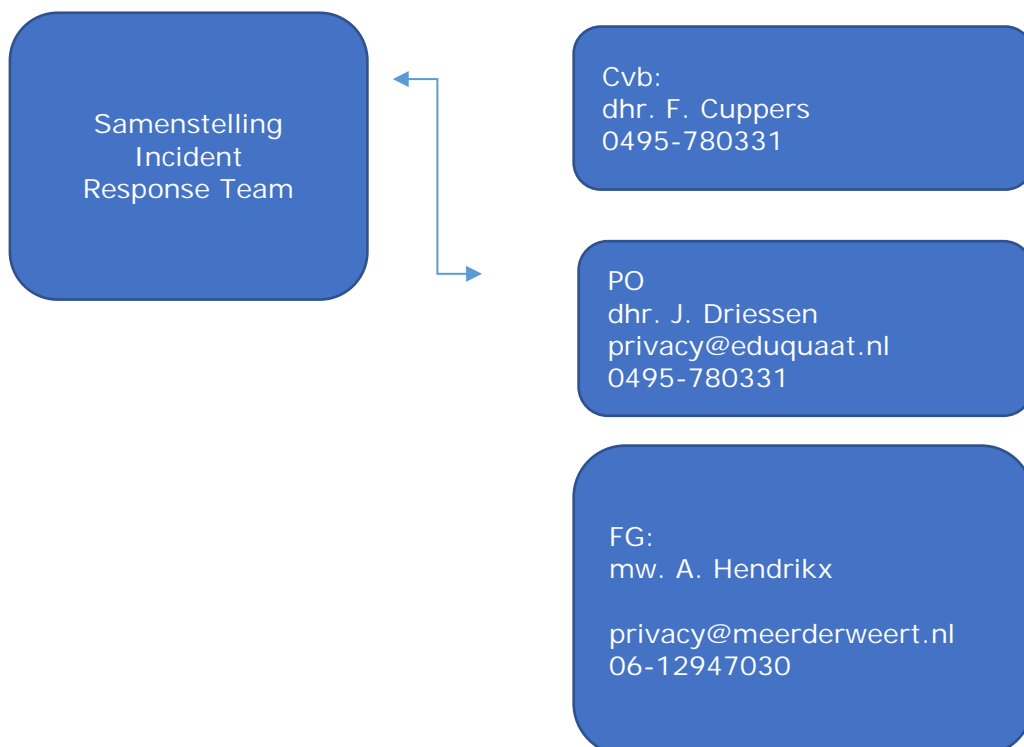 Samenstelling
Incident
Response Team
Cvb:
dhr. F. Cuppers
0495-780331
PO
dhr. J. Driessen
privacy@eduquaat.nl
0495-780331
FG:
mw. A. Hendrikx
privacy@meerderweert.nl
06-12947030